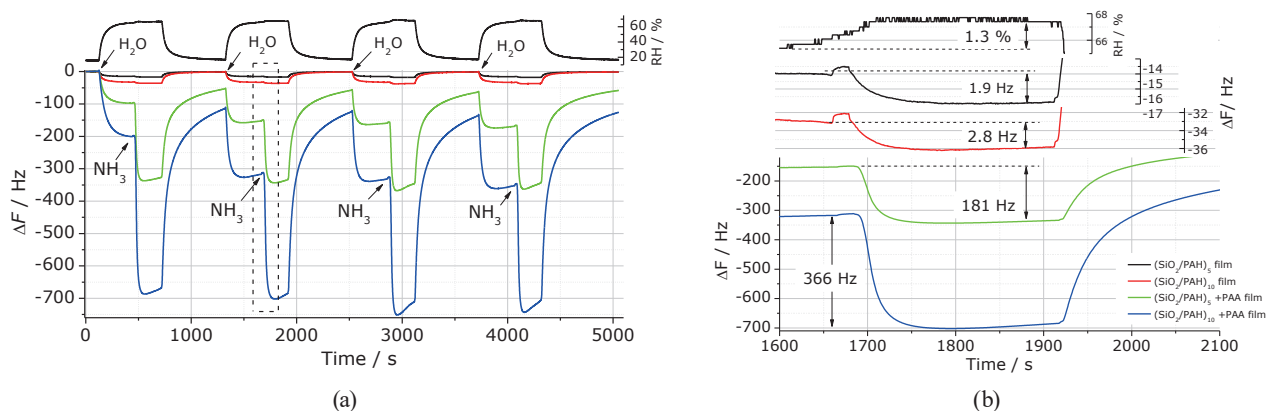 H₂O
H₂O
H₂O
H₂O
60
40
20
RH / %
0
-100
-200
-300
-400
-500
-600
-700
ΔF / Hz
NH₃
NH₃
NH₃
NH₃
0
1000
2000
3000
4000
5000
Time / s
(a)
1.3 %
68
66
RH / %
1.9 Hz
-14
-15
-16
-17
2.8 Hz
-32
-34
-36
ΔF/ Hz
181 Hz
366 Hz
-150
-300
-450
-600
-700
ΔF / Hz
(SiO₂/PAH)₅ film
(SiO₂/PAH)₁₀ film
(SiO₂/PAH)₅ +PAA film
(SiO₂/PAH)₁₀ +PAA film
1600
1700
1800
1900
2000
2100
Time / s
(b)